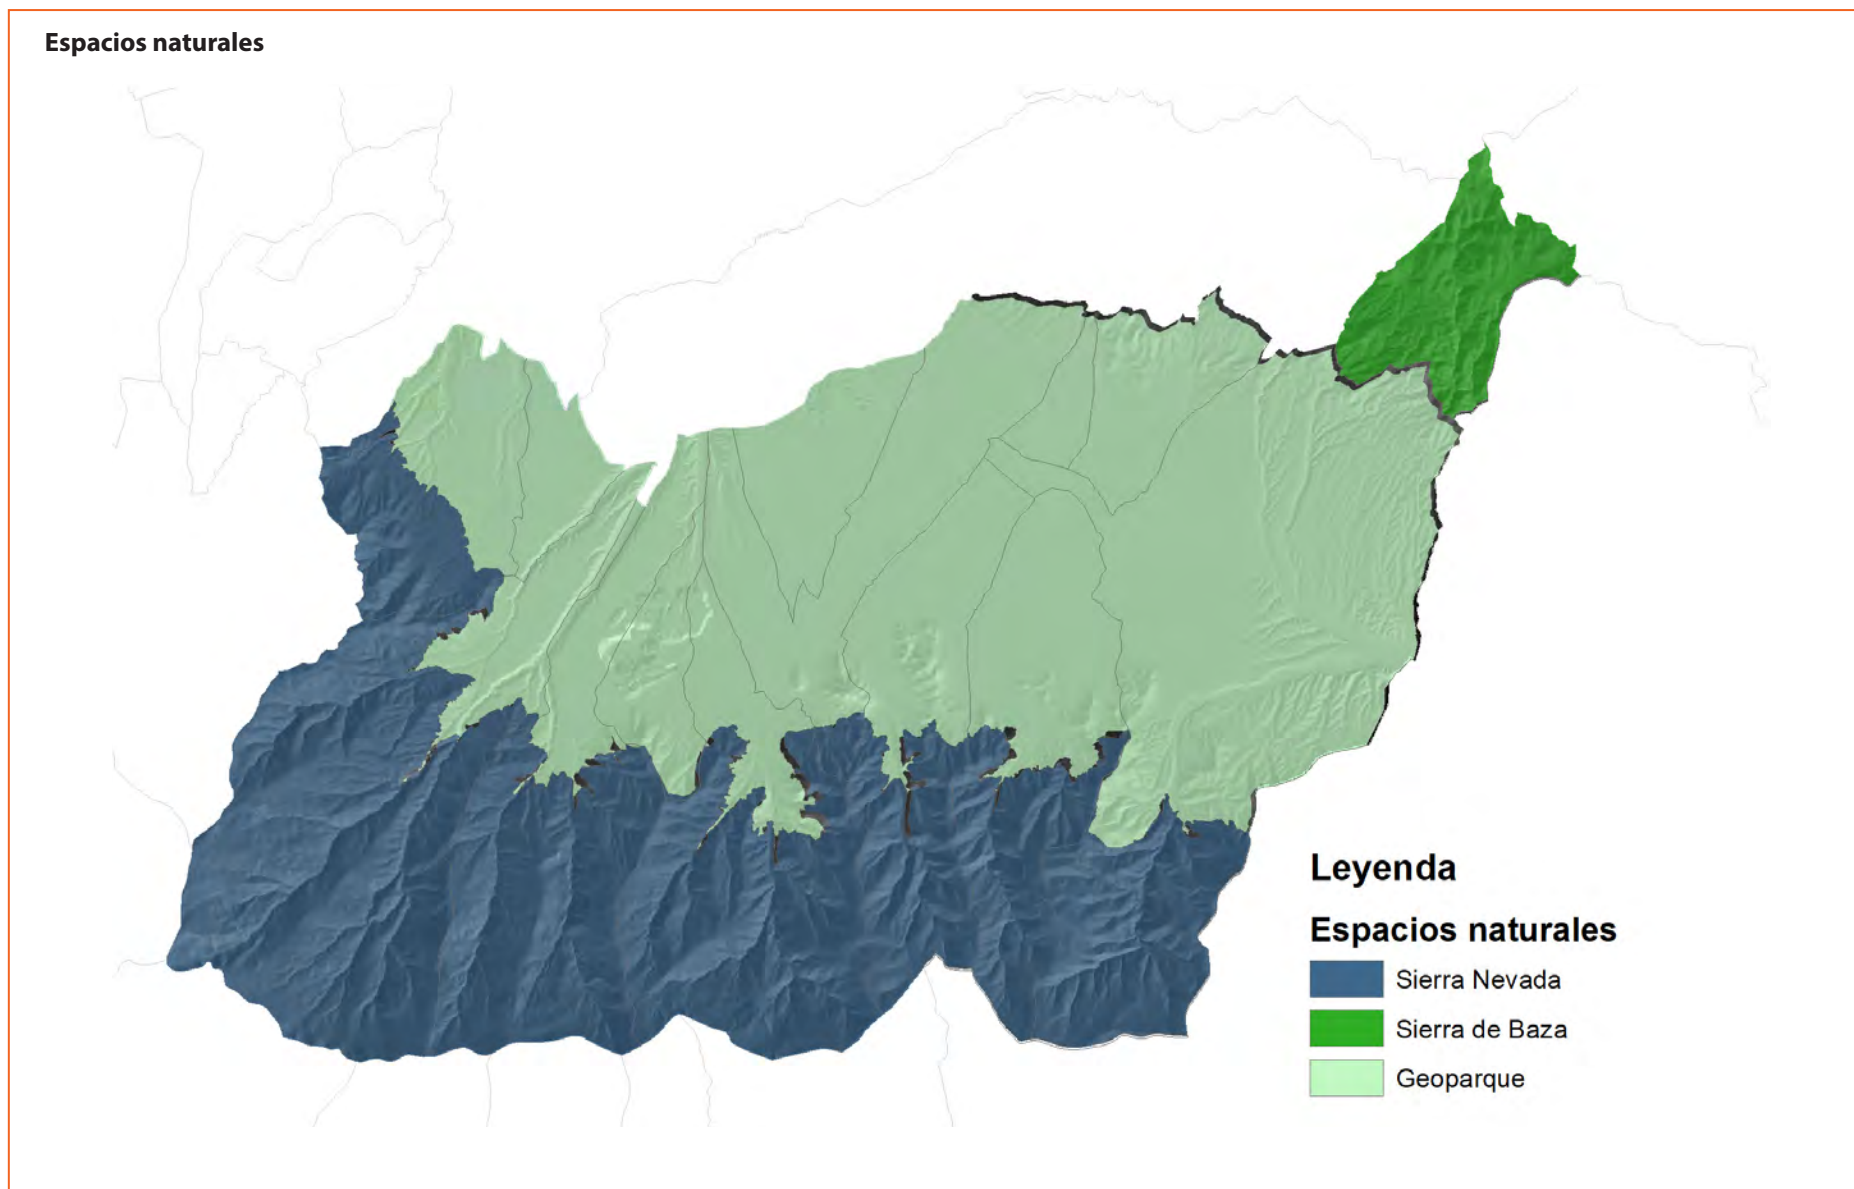 Espacios naturales
Leyenda
Espacios naturales
Sierra Nevada
Sierra de Baza
Geoparque